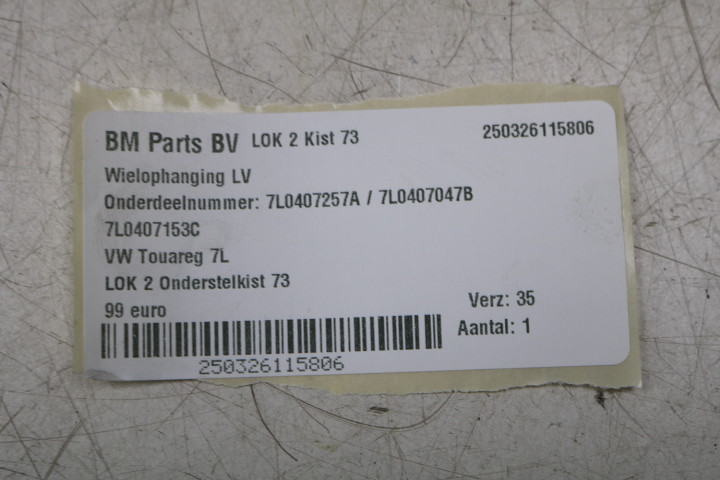 BM Parts BV LOK 2 Kist 73 250326115806
Wielophanging LV
Onderdeelnummer: 7L0407257A / 7L0407047B
7L0407153C
VW Touareg 7L
LOK 2 Onderstelkist 73
99 euro Verz: 35
Aantal: 1
250326115806